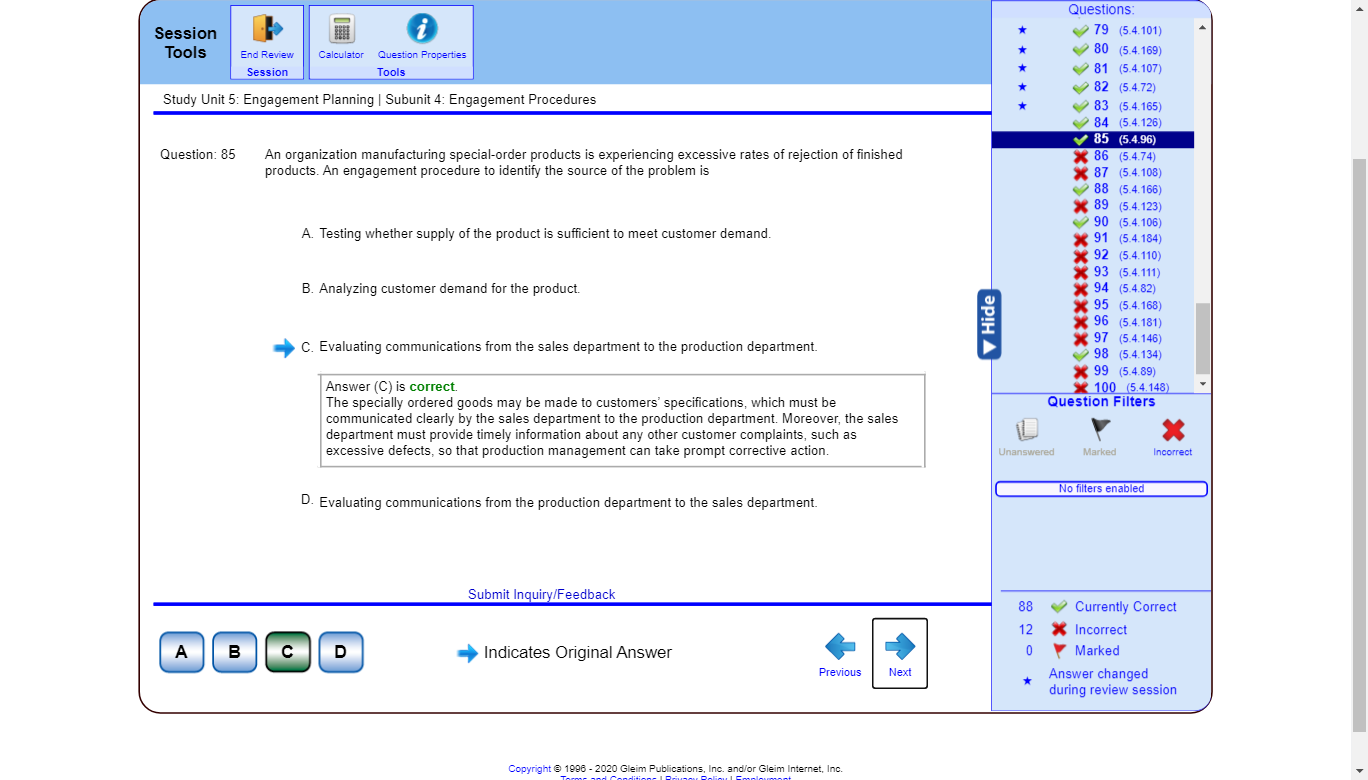 Session
Tools
End Review
Session
Calculator
Question Properties
Tools
Study Unit 5: Engagement Planning | Subunit 4: Engagement Procedures
Question: 85
An organization manufacturing special-order products is experiencing excessive rates of rejection of finished
products. An engagement procedure to identify the source of the problem is
A. Testing whether supply of the product is sufficient to meet customer demand.
B. Analyzing customer demand for the product.
C. Evaluating communications from the sales department to the production department.
Answer (C) is correct.
The specially ordered goods may be made to customers' specifications, which must be
communicated clearly by the sales department to the production department. Moreover, the sales
department must provide timely information about any other customer complaints, such as
excessive defects, so that production management can take prompt corrective action.
D. Evaluating communications from the production department to the sales department.
Submit Inquiry/Feedback
A
B
C
D
Indicates Original Answer
Previous
Next
Questions:
79 (5.4.101)
80 (5.4.169)
81 (5.4.107)
82 (5.4.72)
83 (5.4.165)
84 (5.4.126)
85 (5.4.96)
86 (5.4.74)
87 (5.4.108)
88 (5.4.166)
89 (5.4.123)
90 (5.4.106)
91 (5.4.184)
92 (5.4.110)
93 (5.4.111)
94 (5.4.82)
95 (5.4.168)
96 (5.4.181)
97 (5.4.146)
98 (5.4.134)
99 (5.4.89)
100 (5.4.148)
Hide
Question Filters
Unanswered
Marked
Incorrect
No filters enabled
88 Currently Correct
12 Incorrect
0 Marked
Answer changed
during review session
Copyright © 1996 - 2020 Gleim Publications, Inc. and/or Gleim Internet, Inc.
Terms and Conditions | Privacy Policy | Employment